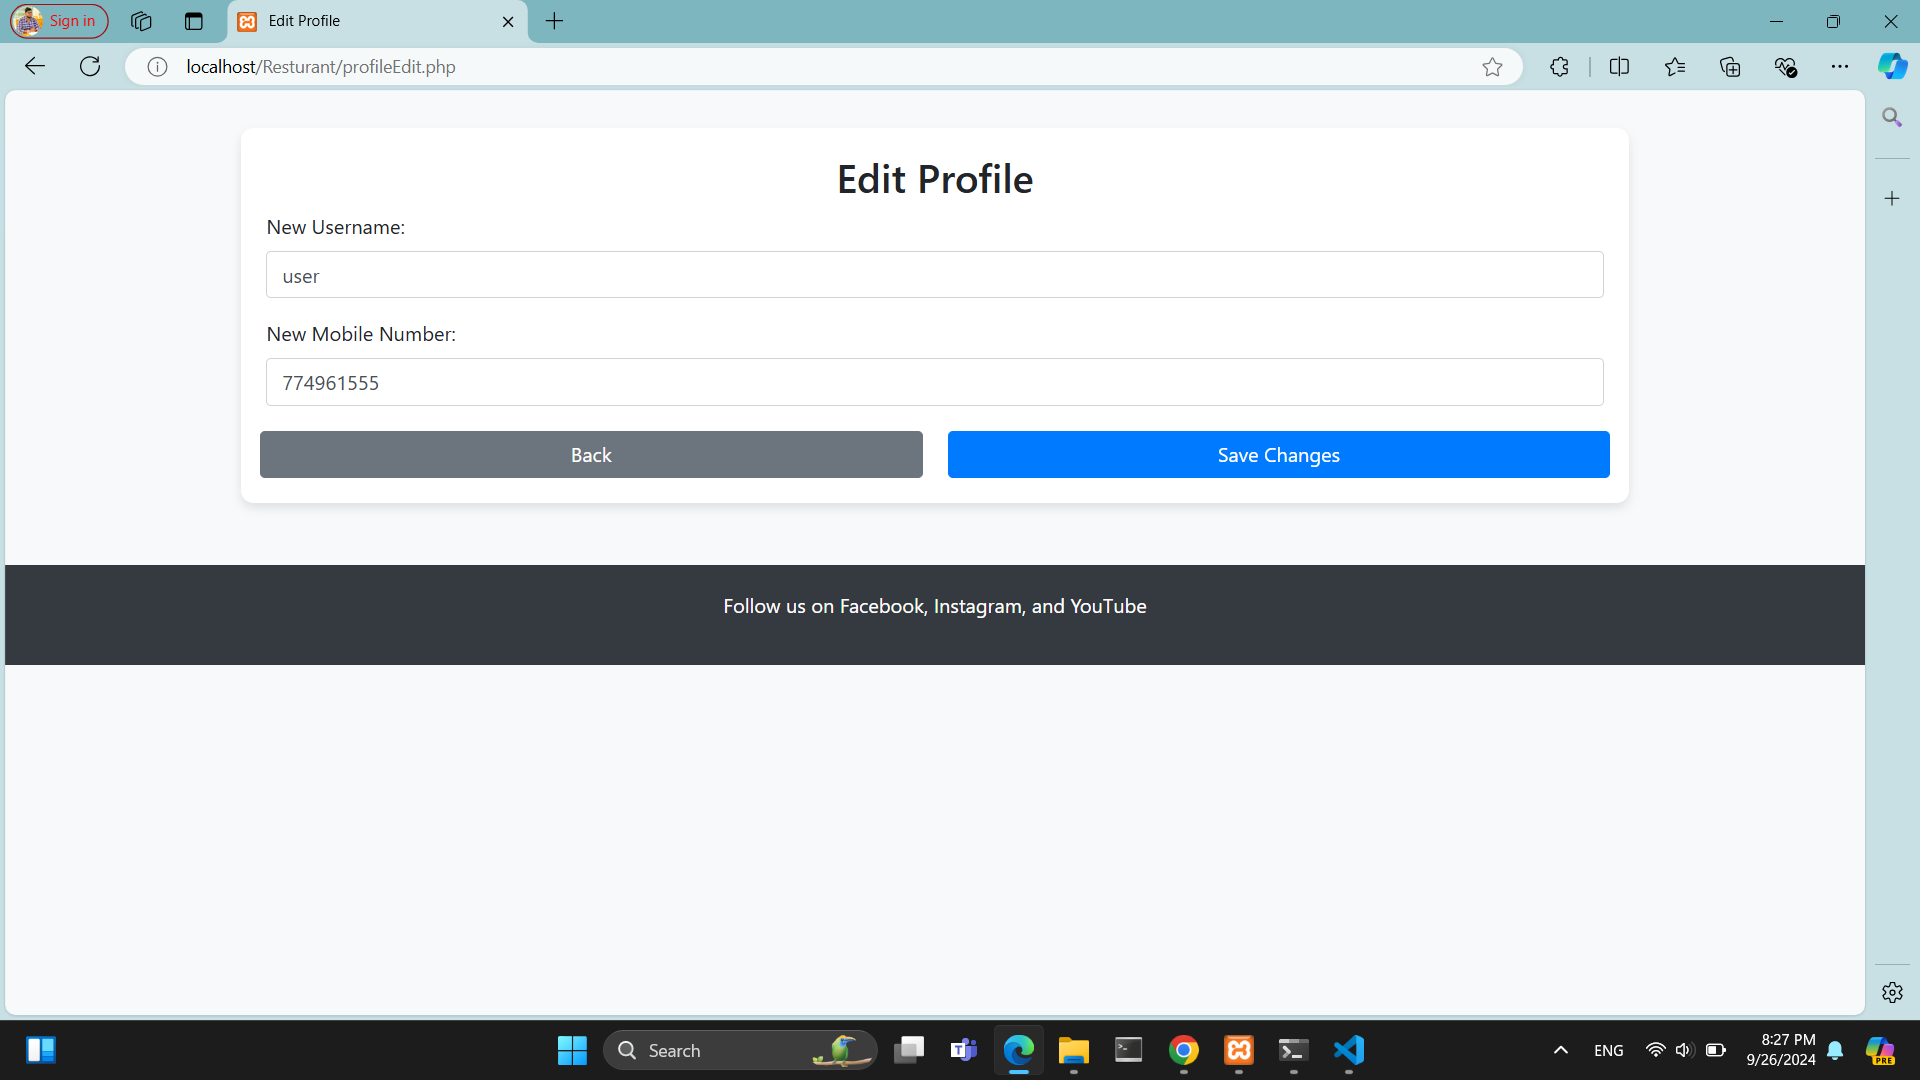 Sign in
Edit Profile
localhost/Resturant/profileEdit.php
Edit Profile
New Username:
user
New Mobile Number:
774961555
Back
Save Changes
Follow us on Facebook, Instagram, and YouTube
Search
ENG
8:27 PM
9/26/2024
PRE